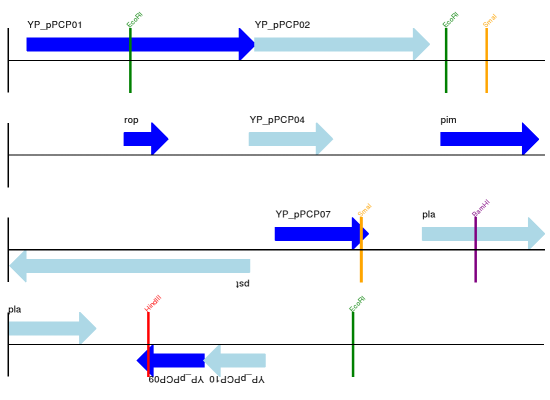 YP_pPCP01 EcoRI YP_pPCP02 EcoRI SmaI
rop YP_pPCP04 pim
YP_pPCP07 SmaI pla BamHI
pst
pla HindIII EcoRI
YP_pPCP09 YP_pPCP10